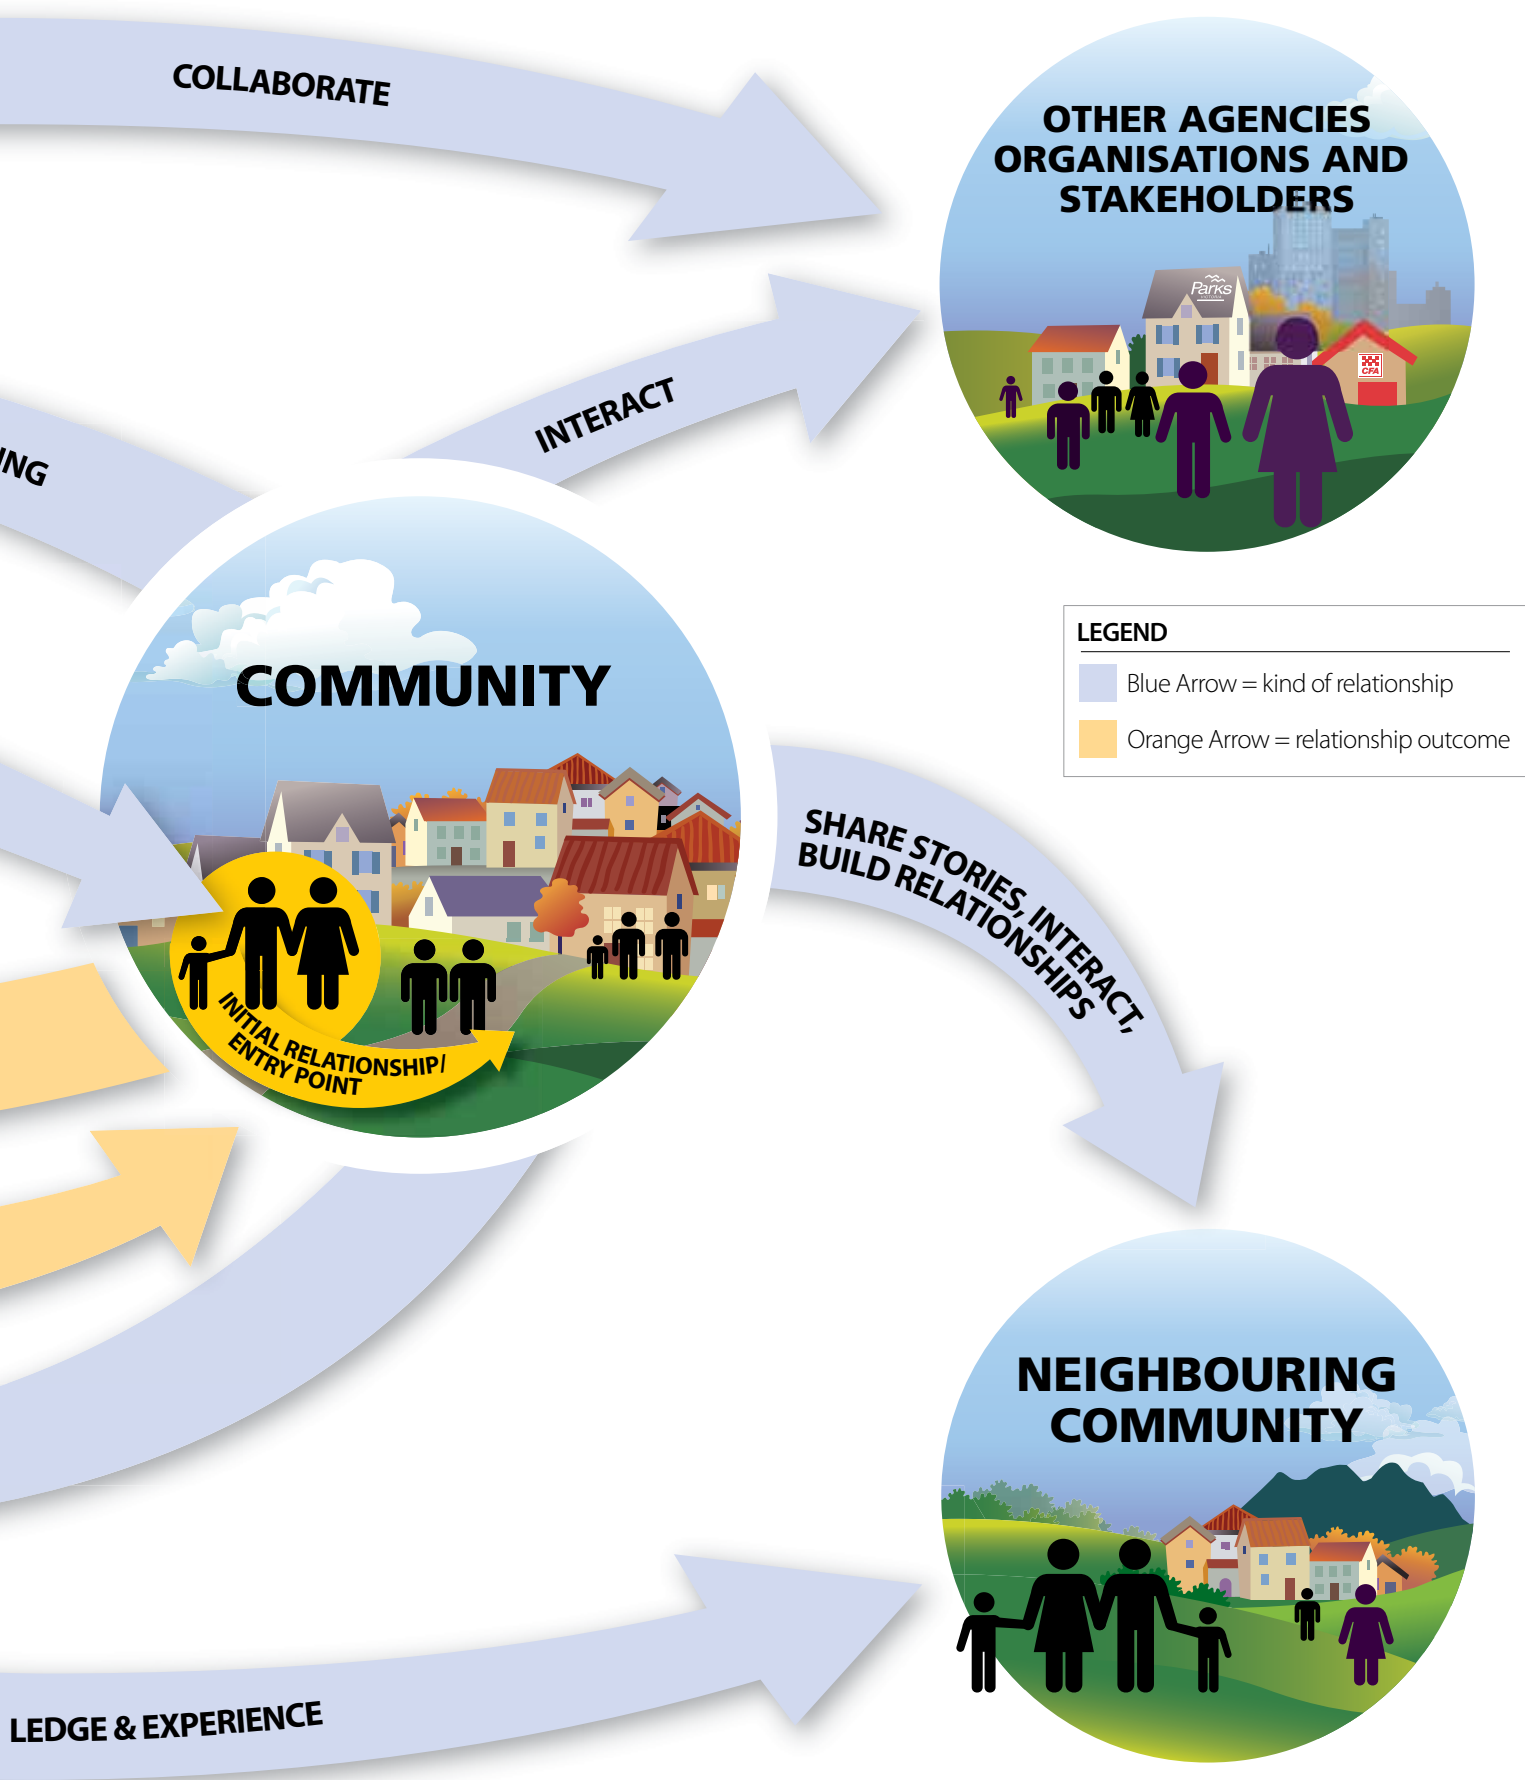 COLLABORATE
OTHER AGENCIES
ORGANISATIONS AND
STAKEHOLDERS
Parks
VICTORIA
CFA
INTERACT
ING
COMMUNITY
LEGEND
Blue Arrow = kind of relationship
Orange Arrow = relationship outcome
SHARE STORIES, INTERACT,
BUILD RELATIONSHIPS
INITIAL RELATIONSHIP/
ENTRY POINT
NEIGHBOURING
COMMUNITY
LEDGE & EXPERIENCE